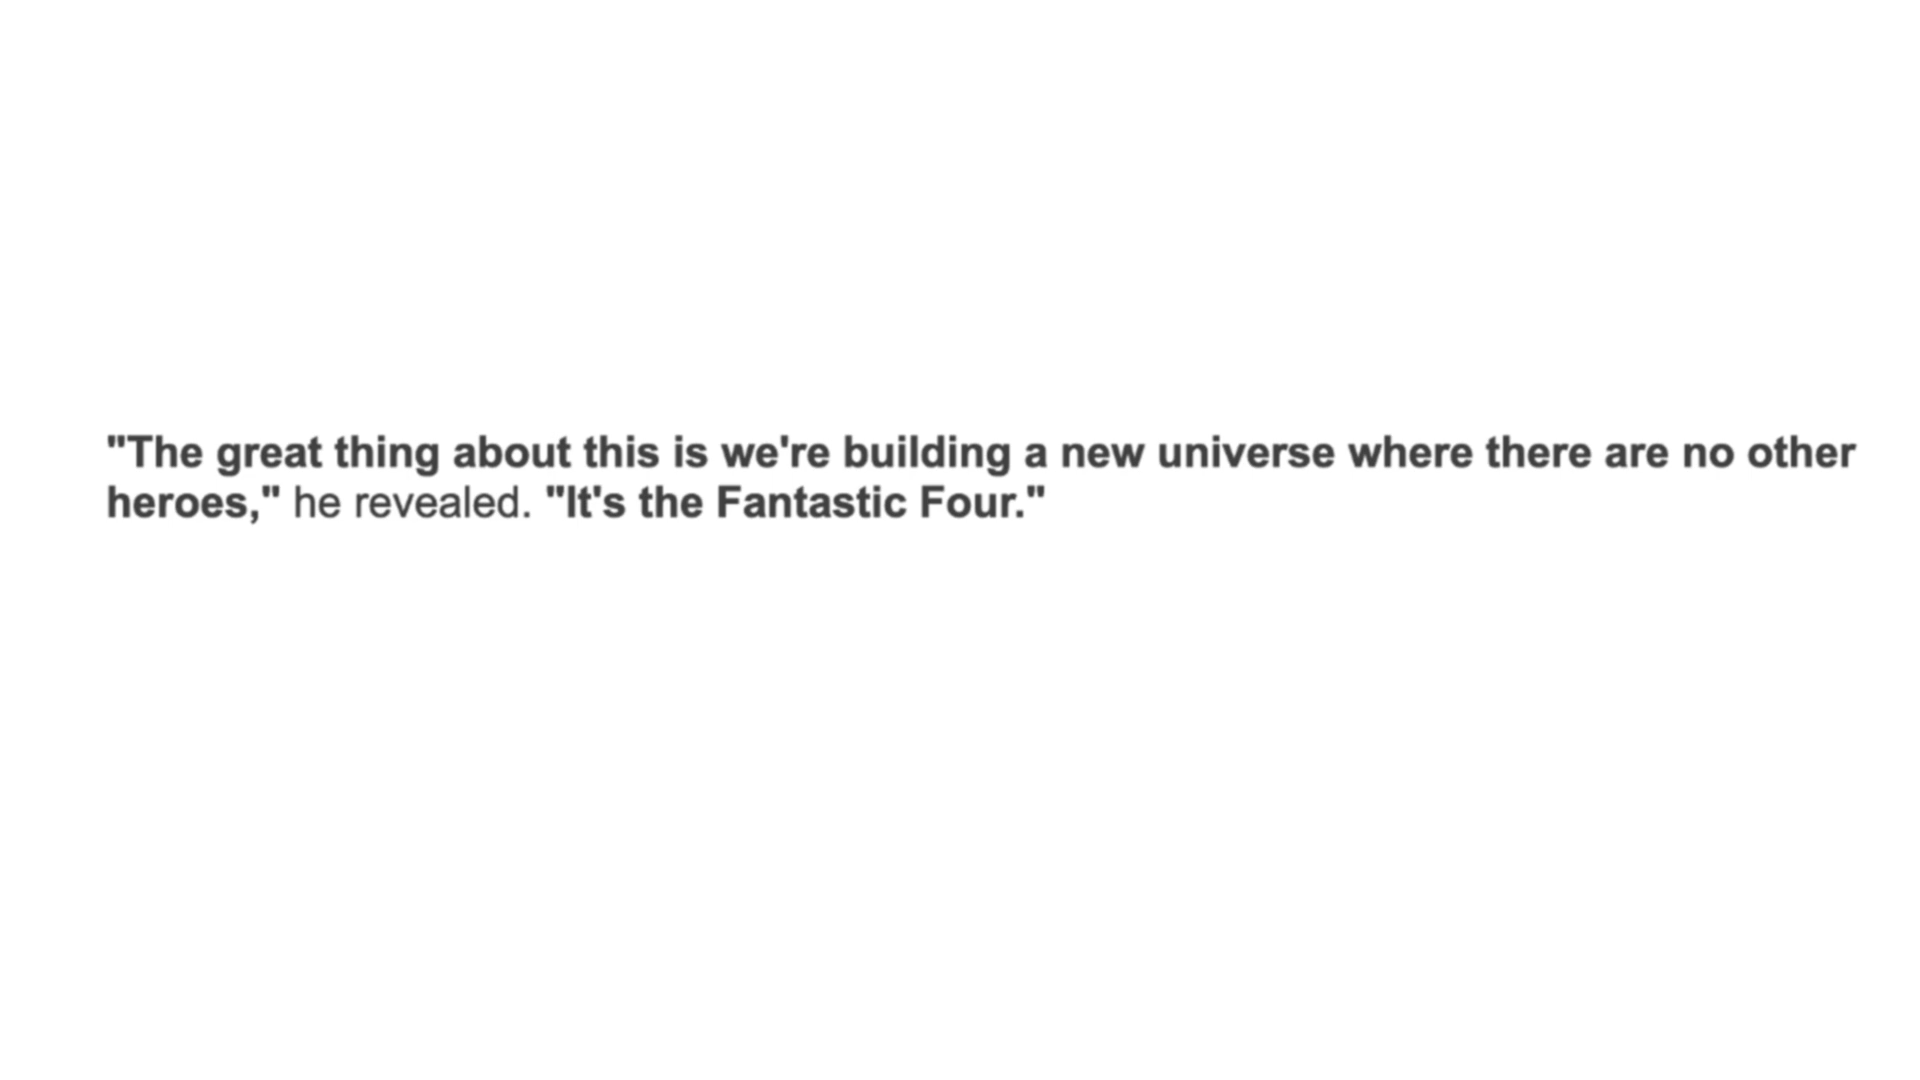 "The great thing about this is we're building a new universe where there are no other
heroes," he revealed. "It's the Fantastic Four."